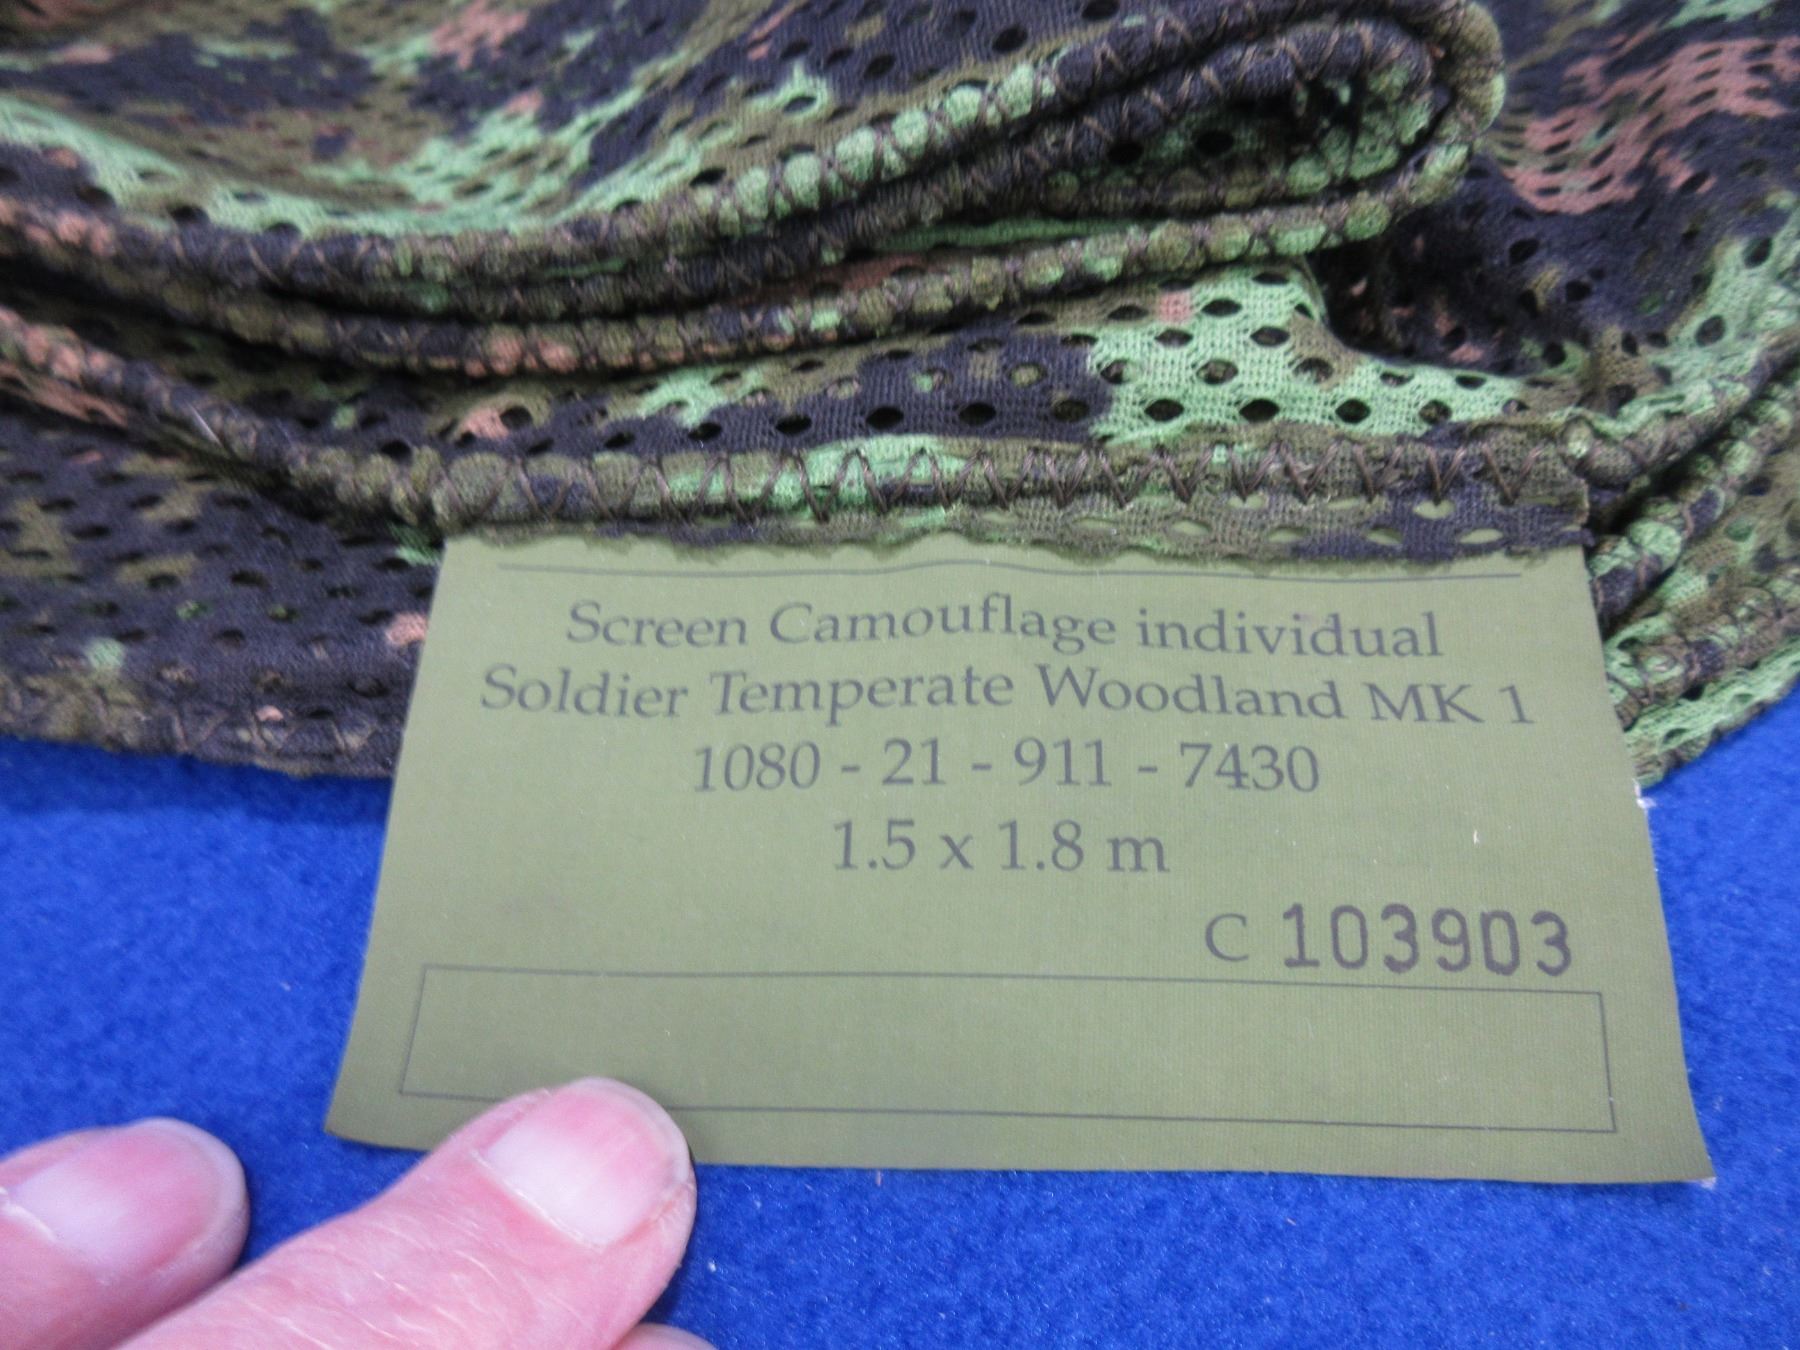 Screen Camouflage individual
Soldier Temperate Woodland MK 1
1080 - 21 - 911 - 7430
1.5 x 1.8 m
C 103903